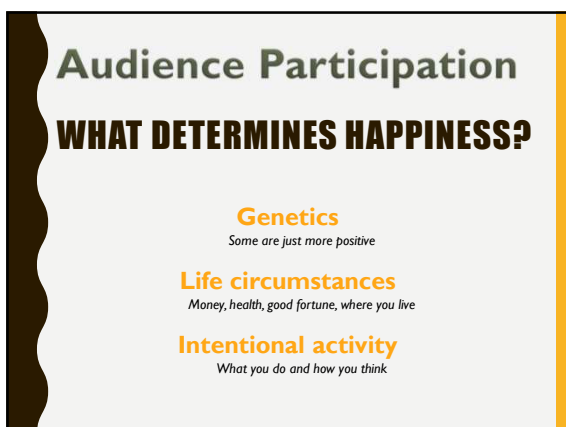 Audience Participation
WHAT DETERMINES HAPPINESS?
Genetics
Some are just more positive
Life circumstances
Money, health, good fortune, where you live
Intentional activity
What you do and how you think